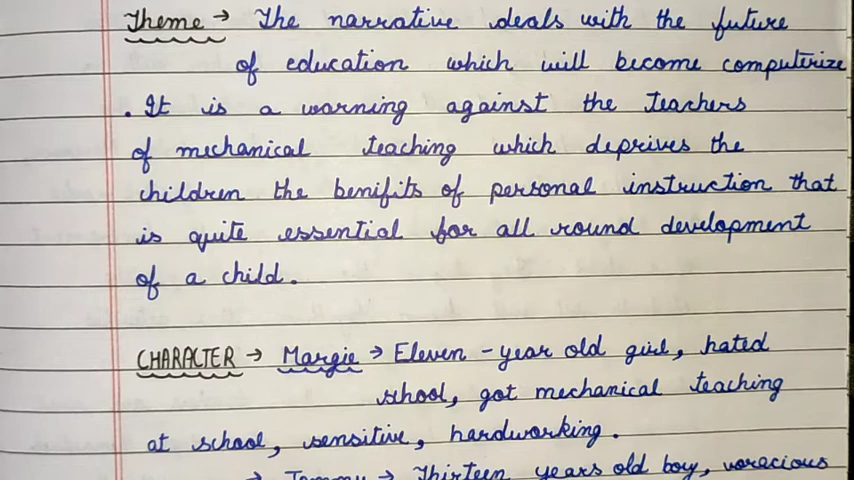 Theme → The narrative deals with the future
of education which will become computerize
. It is a warning against the teachers
of mechanical teaching which deprives the
children the benifits of personal instruction that
is quite essential for all round development
of a child.
CHARACTER → Margie → Eleven - year old girl, hated
school, got mechanical teaching
at school, sensitive, hardworking.
→ Tommy → Thirteen years old boy, voracious